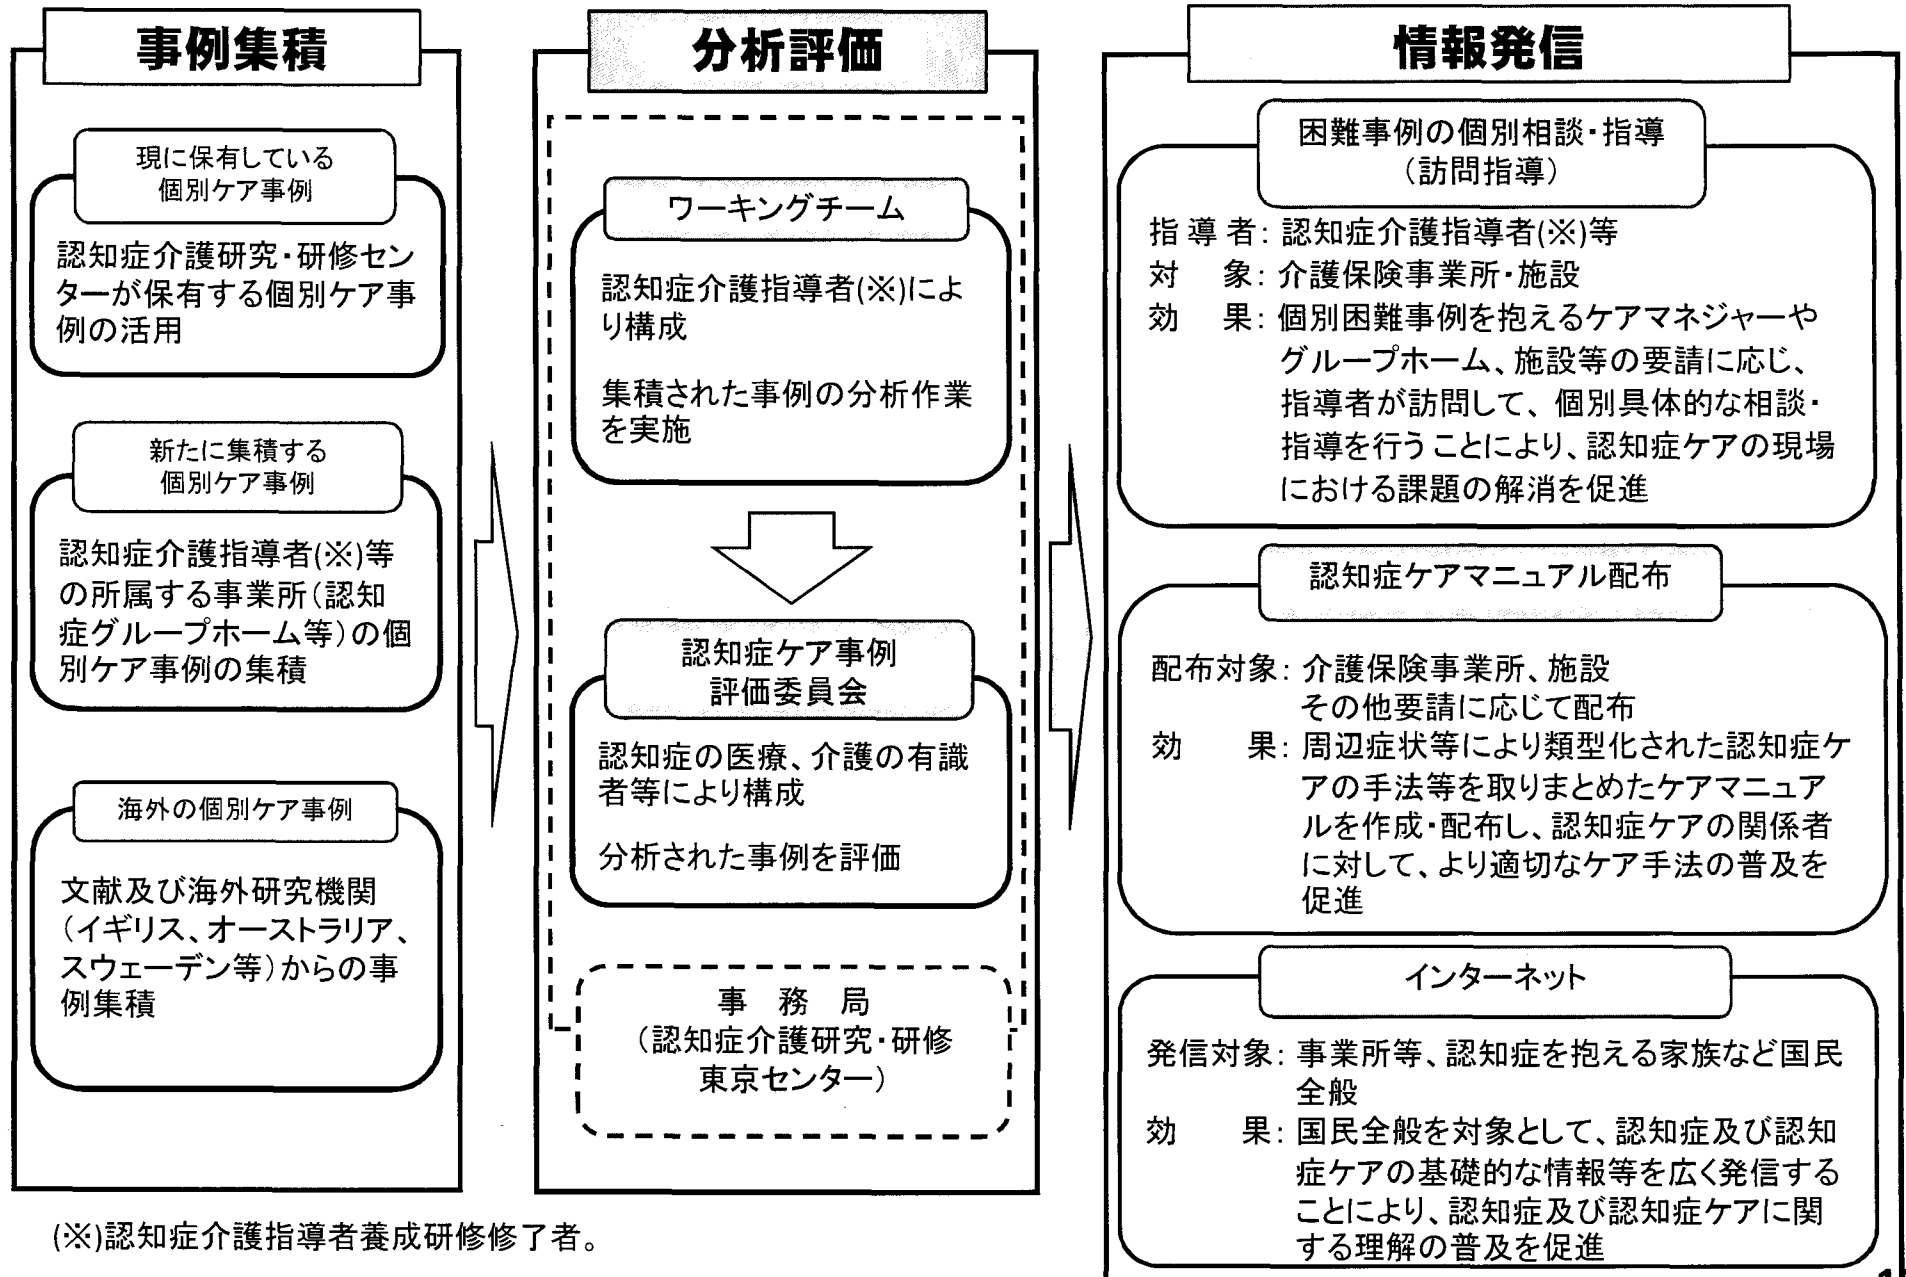 事例集積
現に保有している
個別ケア事例
認知症介護研究・研修セン
ターが保有する個別ケア事
例の活用
新たに集積する
個別ケア事例
認知症介護指導者(※)等
の所属する事業所(認知
症グループホーム等)の個
別ケア事例の集積
海外の個別ケア事例
文献及び海外研究機関
(イギリス、オーストラリア、
スウェーデン等)からの事
例集積
分析評価
ワーキングチーム
認知症介護指導者(※)によ
り構成
集積された事例の分析作業
を実施
認知症ケア事例
評価委員会
認知症の医療、介護の有識
者等により構成
分析された事例を評価
事 務 局
(認知症介護研究・研修
東京センター)
情報発信
困難事例の個別相談・指導
(訪問指導)
指 導 者: 認知症介護指導者(※)等
対 象: 介護保険事業所・施設
効 果: 個別困難事例を抱えるケアマネジャーや
グループホーム、施設等の要請に応じ、
指導者が訪問して、個別具体的な相談・
指導を行うことにより、認知症ケアの現場
における課題の解消を促進
認知症ケアマニュアル配布
配布対象: 介護保険事業所、施設
その他要請に応じて配布
効 果: 周辺症状等により類型化された認知症ケ
アの手法等を取りまとめたケアマニュア
ルを作成・配布し、認知症ケアの関係者
に対して、より適切なケア手法の普及を
促進
インターネット
発信対象: 事業所等、認知症を抱える家族など国民
全般
効 果: 国民全般を対象として、認知症及び認知
症ケアの基礎的な情報等を広く発信する
ことにより、認知症及び認知症ケアに関
する理解の普及を促進
(※)認知症介護指導者養成研修修了者。